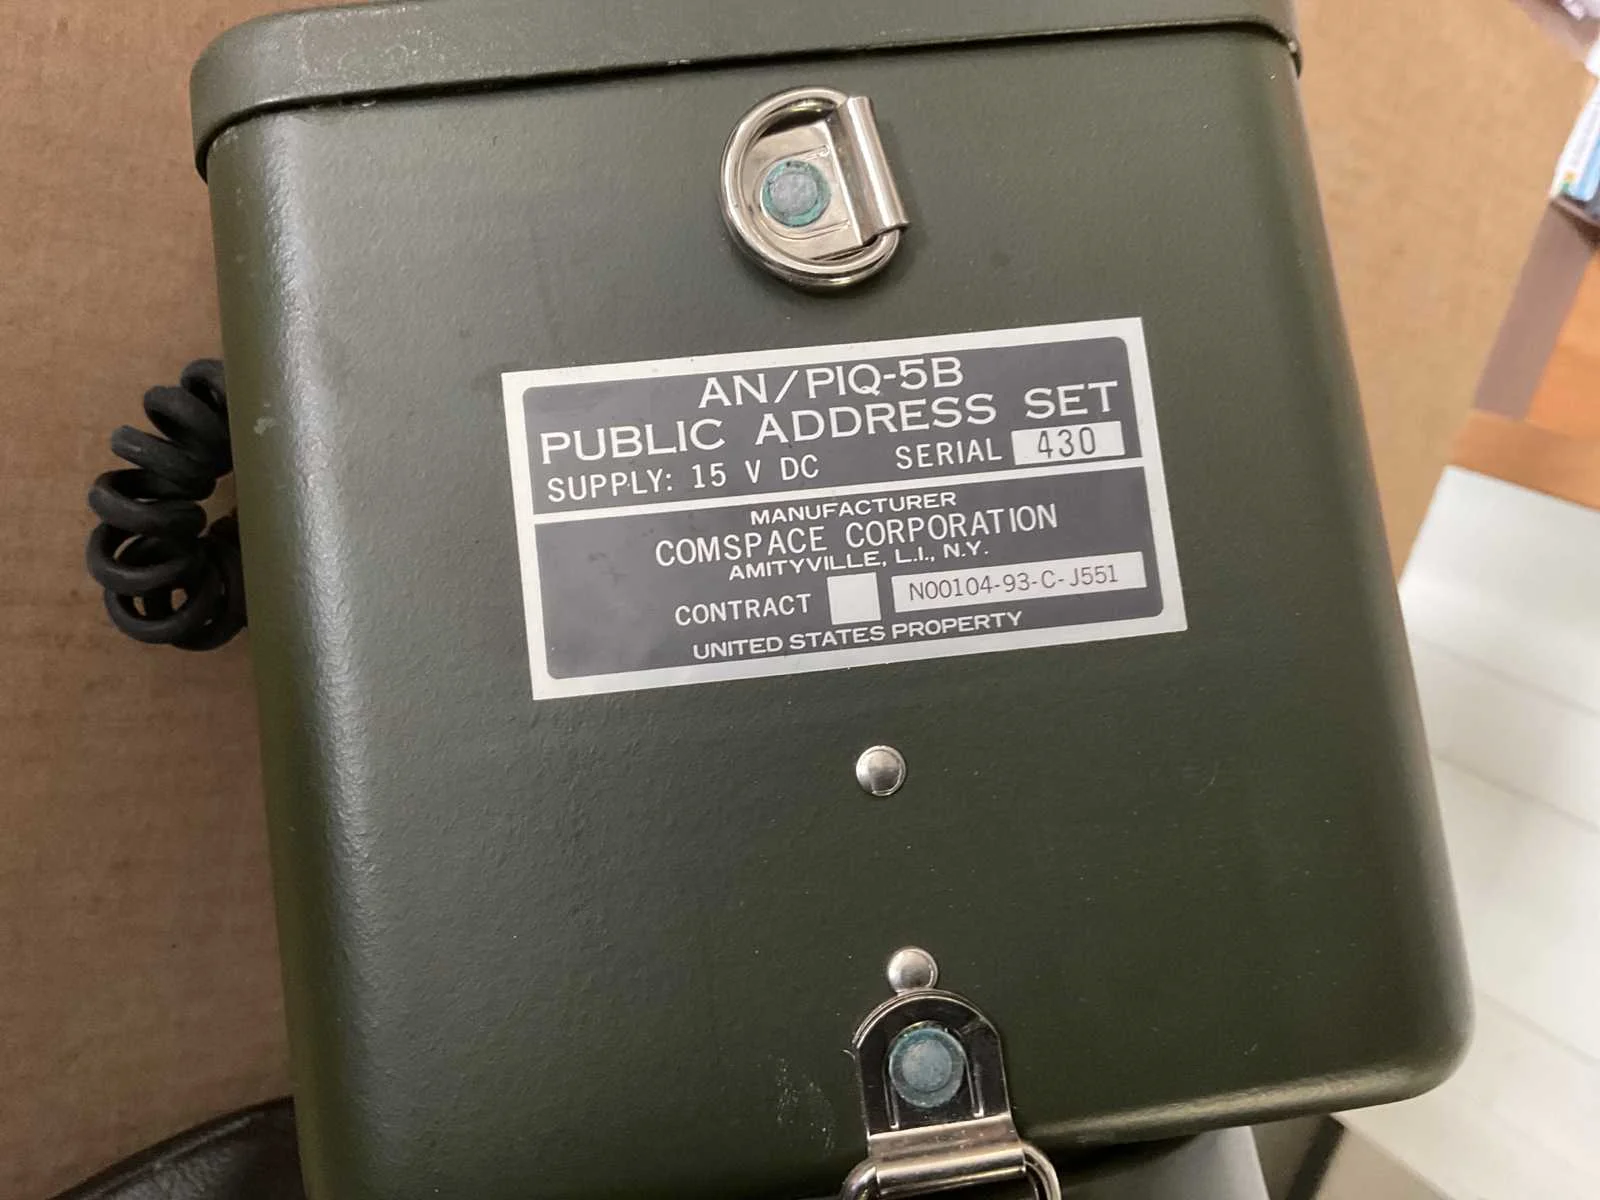 AN/PIQ-5B
PUBLIC ADDRESS SET
SUPPLY: 15 V DC SERIAL 430
MANUFACTURER
COMSPACE CORPORATION
AMITYVILLE, L.I., N.Y.
CONTRACT N00104-93-C-J551
UNITED STATES PROPERTY